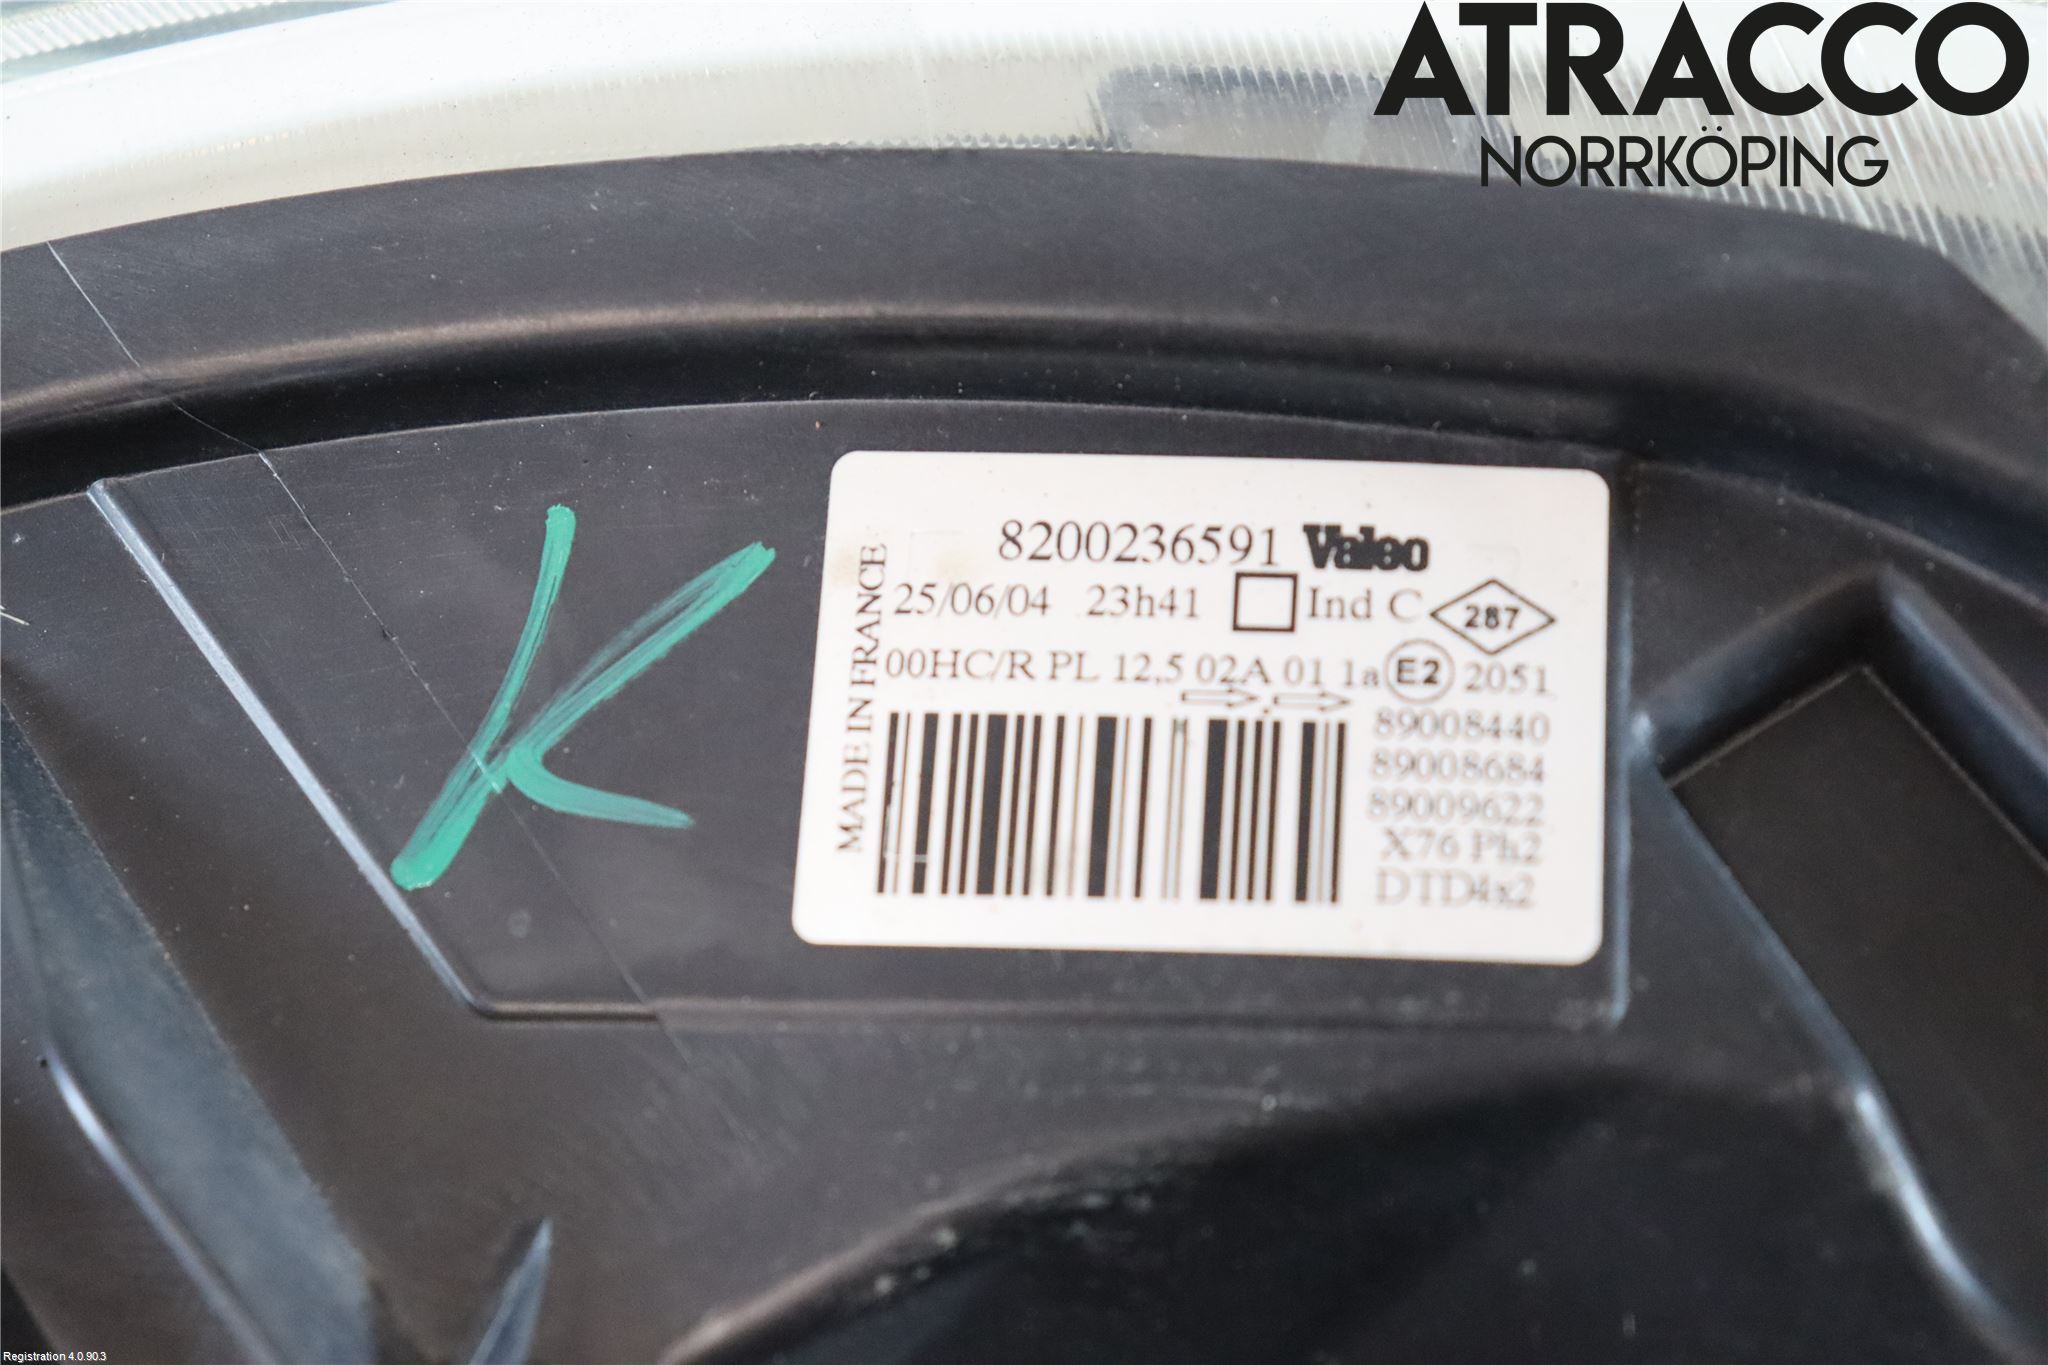 ATRACCO
NORRKÖPING
K
8200236591 Valeo
25/06/04 23h41 Ind C 287
MADE IN FRANCE
00HC/R PL 12,5 02A 01 1a E2 2051
89008440
89008684
89009622
X76 Ph2
DTD4x2
Registration 4.0.90.3